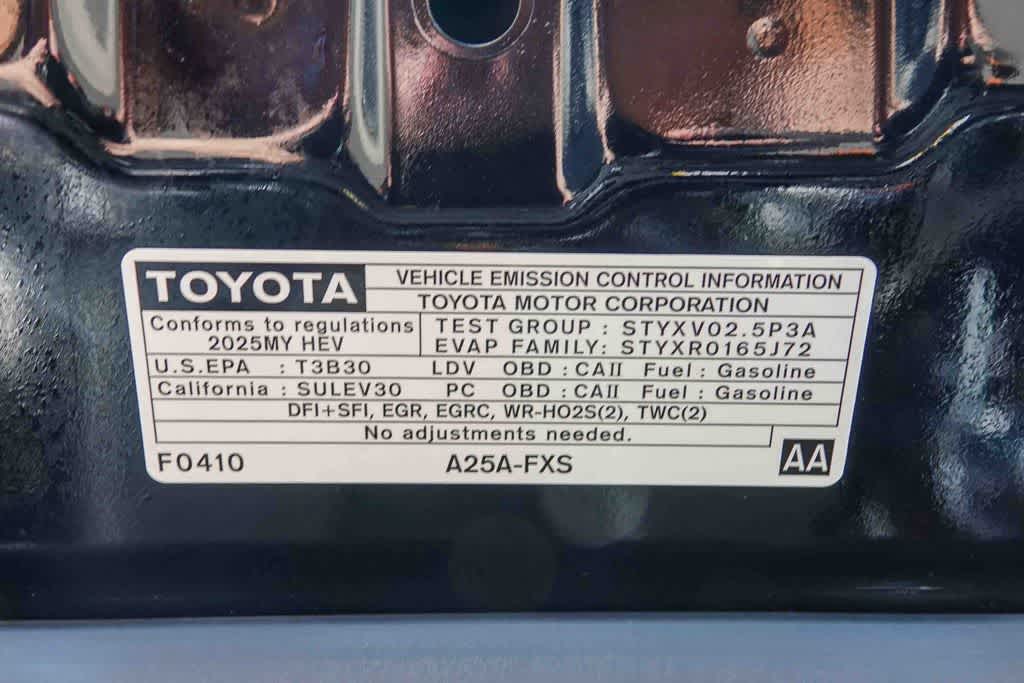 TOYOTA VEHICLE EMISSION CONTROL INFORMATION
TOYOTA MOTOR CORPORATION
Conforms to regulations
2025MY HEV
TEST GROUP : STYXV02.5P3A
EVAP FAMILY: STYXR0165J72
U.S.EPA : T3B30 LDV OBD : CAII Fuel : Gasoline
California : SULEV30 PC OBD : CAII Fuel : Gasoline
DFI+SFI, EGR, EGRC, WR-HO2S(2), TWC(2)
No adjustments needed.
F0410 A25A-FXS AA